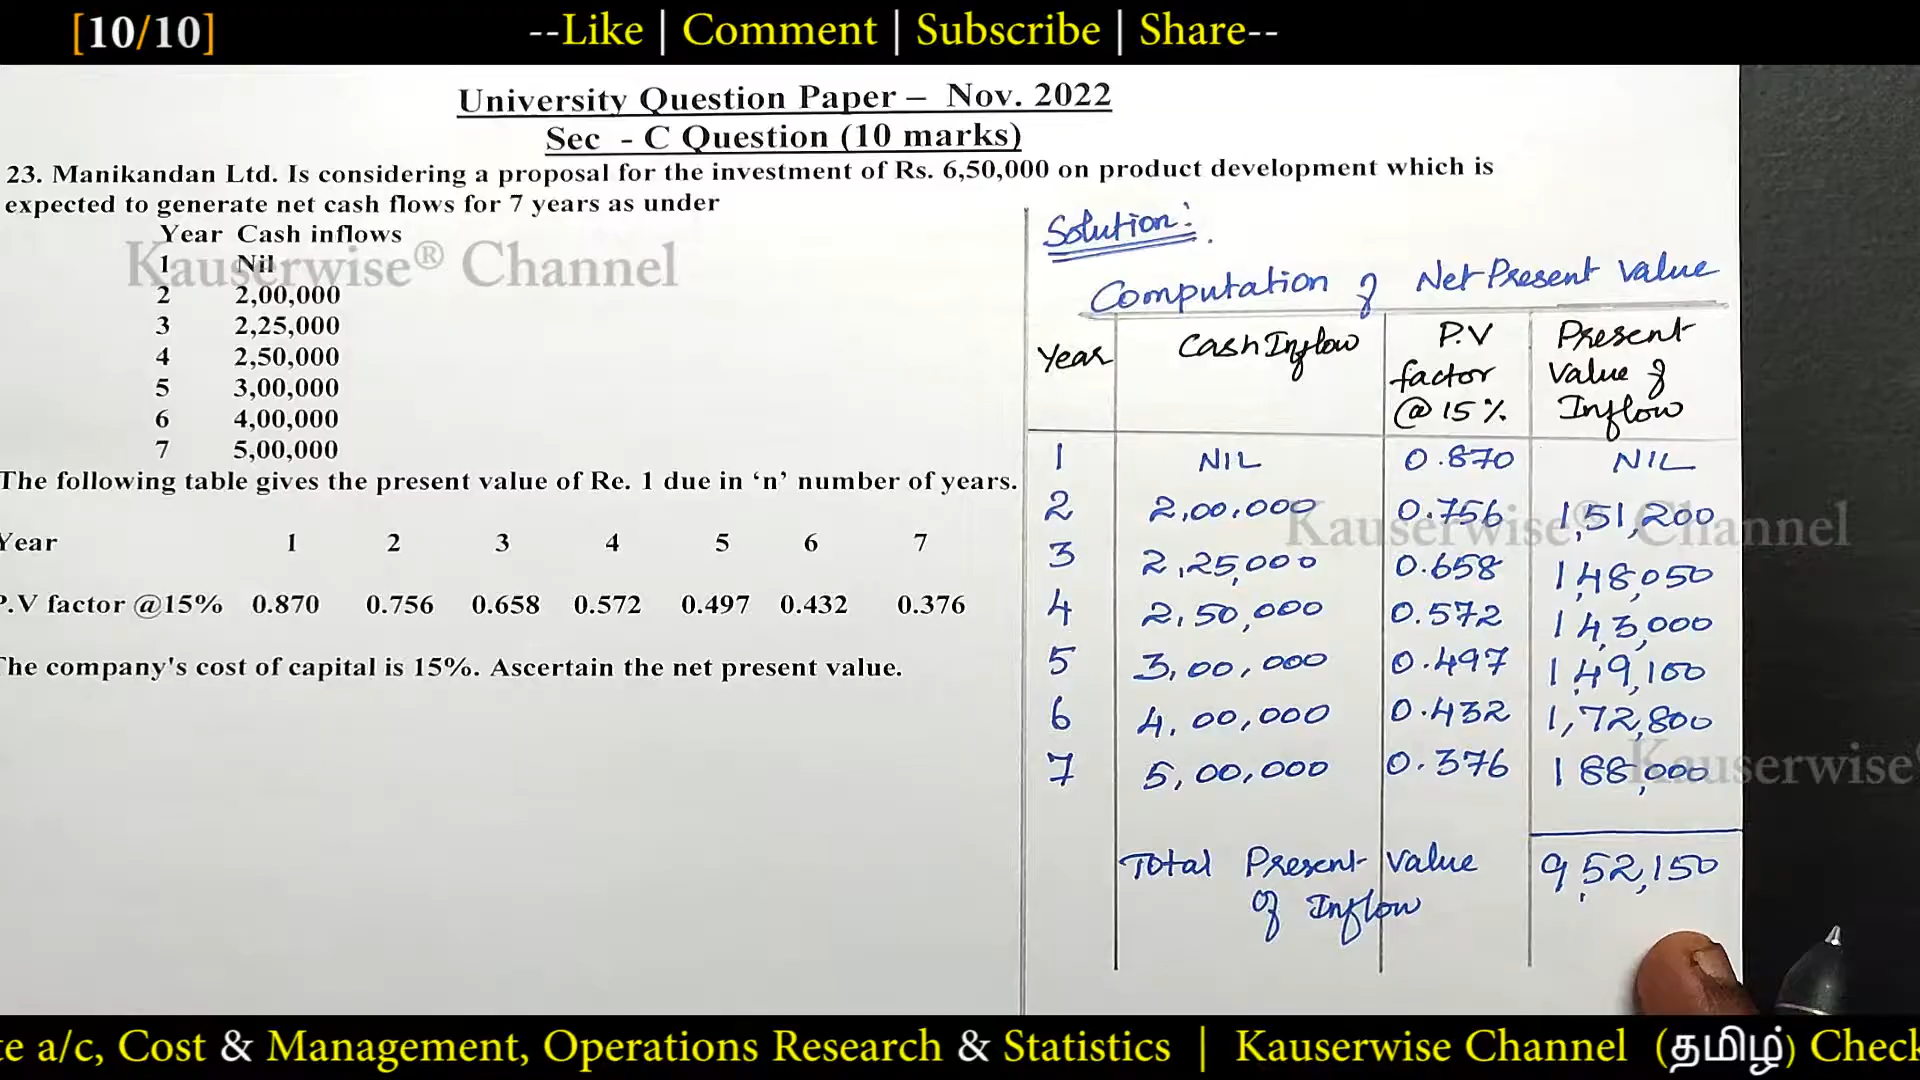 [10/10]
--Like | Comment | Subscribe | Share--
University Question Paper – Nov. 2022
Sec - C Question (10 marks)
23. Manikandan Ltd. Is considering a proposal for the investment of Rs. 6,50,000 on product development which is
expected to generate net cash flows for 7 years as under
Year Cash inflows
1 Nil
2 2,00,000
3 2,25,000
4 2,50,000
5 3,00,000
6 4,00,000
7 5,00,000
The following table gives the present value of Re. 1 due in ‘n’ number of years.
Year 1 2 3 4 5 6 7
P.V factor @15% 0.870 0.756 0.658 0.572 0.497 0.432 0.376
The company's cost of capital is 15%. Ascertain the net present value.
Kauserwise® Channel
Solution:
Computation of Net Present Value
Year Cash Inflow P.V factor @ 15% Present Value of Inflow
1 NIL 0.870 NIL
2 2,00,000 0.756 1,51,200
3 2,25,000 0.658 1,48,050
4 2,50,000 0.572 1,43,000
5 3,00,000 0.497 1,49,100
6 4,00,000 0.432 1,72,800
7 5,00,000 0.376 188,000
Total Present Value of Inflow 9,52,150
Kauserwise® Channel
Kauserwise®
te a/c, Cost & Management, Operations Research & Statistics | Kauserwise Channel (தமிழ்) Check